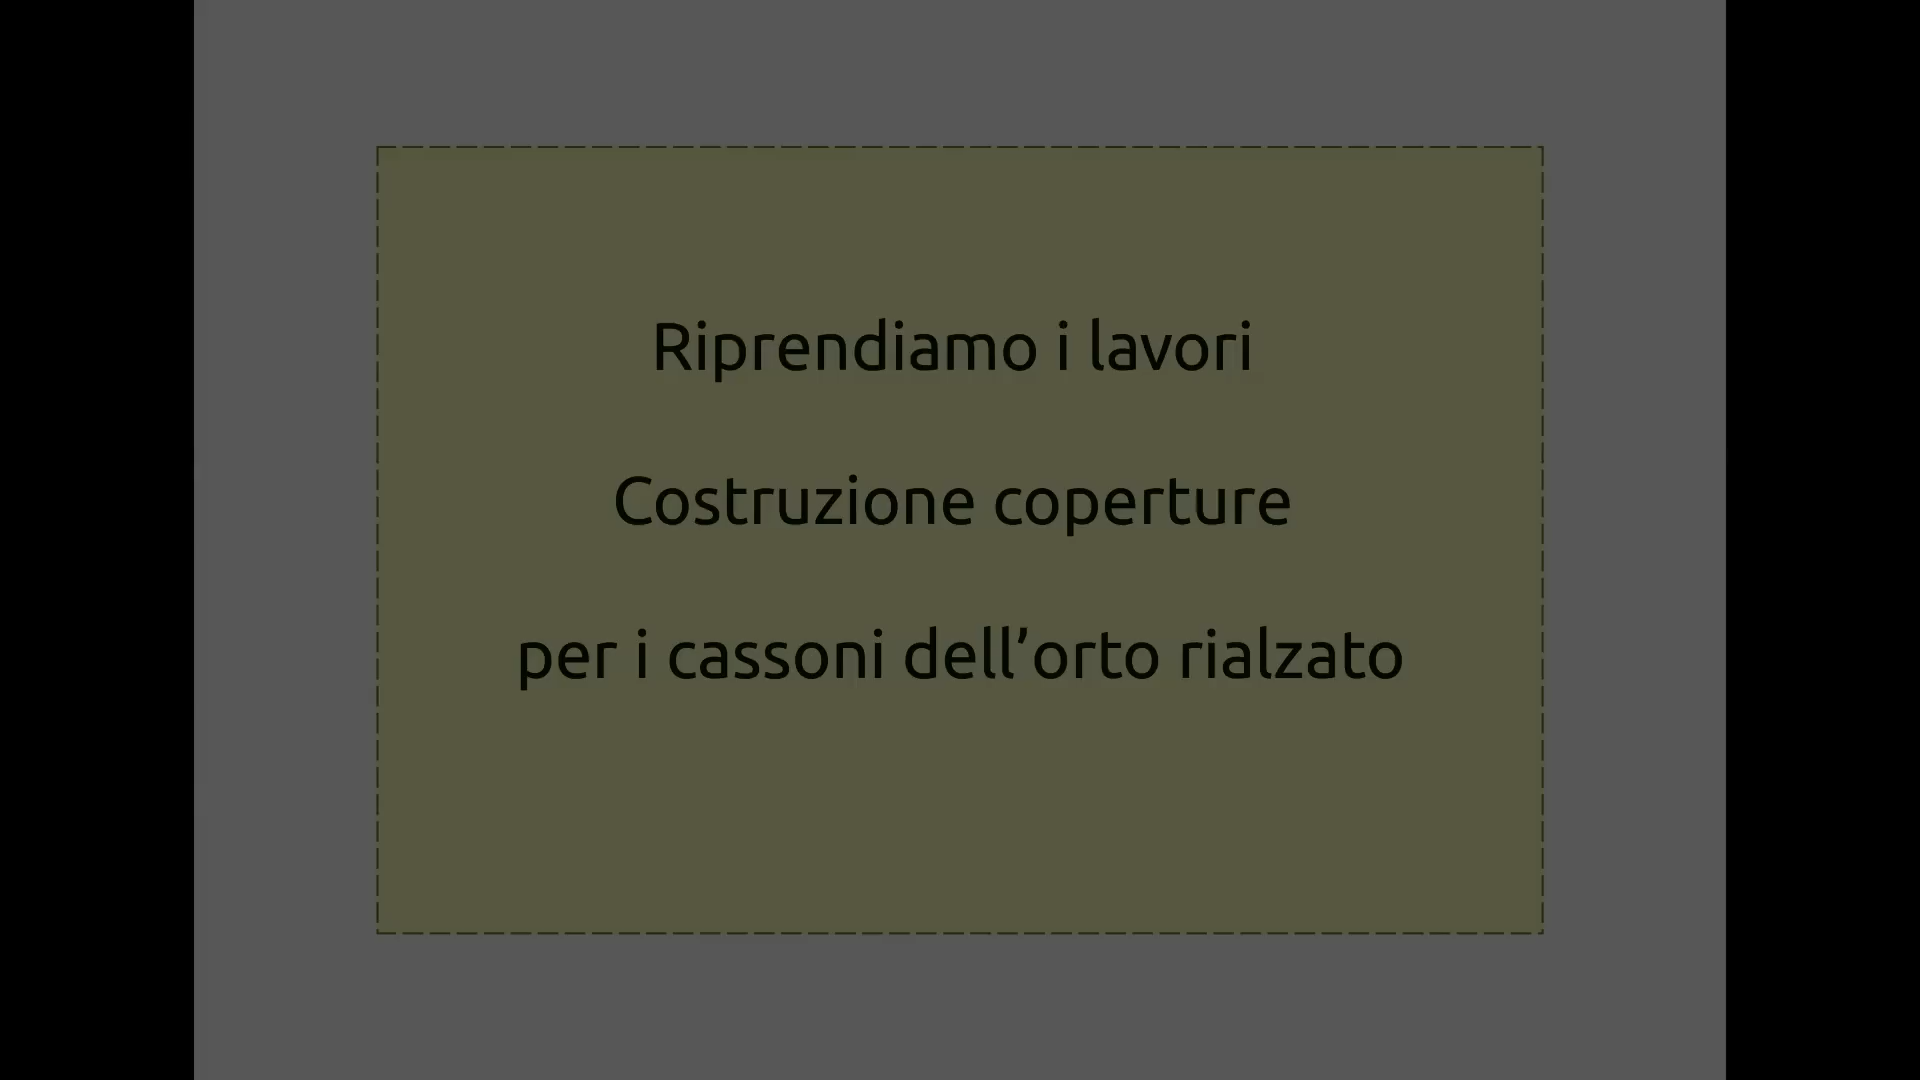 Riprendiamo i lavori
Costruzione coperture
per i cassoni dell’orto rialzato